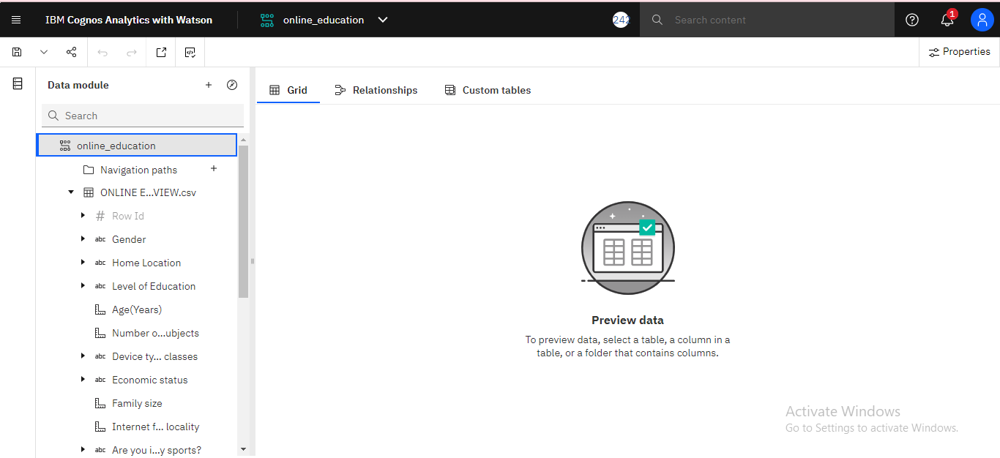 IBM Cognos Analytics with Watson
online_education
242
Search content
1
Properties
Data module
Search
online_education
Navigation paths
ONLINE E...VIEW.csv
# Row Id
abc Gender
abc Home Location
abc Level of Education
Age(Years)
Number o...ubjects
abc Device ty... classes
abc Economic status
Family size
Internet f... locality
abc Are you i...y sports?
Grid
Relationships
Custom tables
Preview data
To preview data, select a table, a column in a
table, or a folder that contains columns.
Activate Windows
Go to Settings to activate Windows.